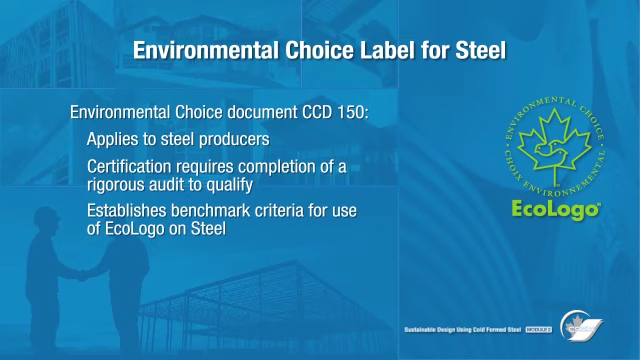 Environmental Choice Label for Steel
Environmental Choice document CCD 150:
Applies to steel producers
Certification requires completion of a
rigorous audit to qualify
Establishes benchmark criteria for use
of EcoLogo on Steel
ENVIRONMENTAL CHOICE
CHOIX ENVIRONNEMENTAL
EcoLogo
Sustainable Design Using Cold Formed Steel MODULE 2